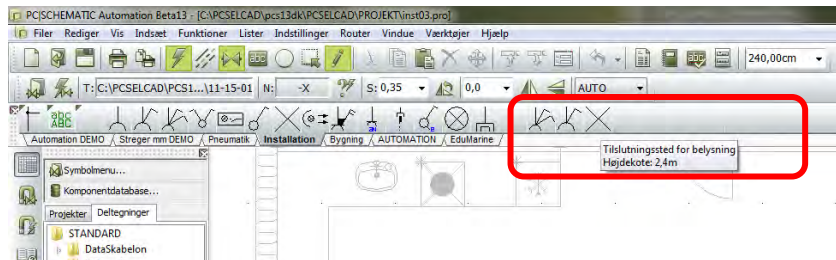 PC|SCHEMATIC Automation Beta13 - [C:\PCSELCAD\pcs13dk\PCSELCAD\PROJEKT\inst03.pro]
Filer Rediger Vis Indsæt Funktioner Lister Indstillinger Router Vindue Værktøjer Hjælp
240,00cm
T: C:\PCSELCAD\PCS1...\11-15-01 N: -X S: 0,35 0,0 AUTO
abc
ABC
Automation DEMO Streger mm DEMO Pneumatik Installation Bygning AUTOMATION EduMarine
Tilslutningssted for belysning
Højdekote: 2,4m
Symbolmenu...
Komponentdatabase...
Projekter Deltegninger
STANDARD
DataSkabelon